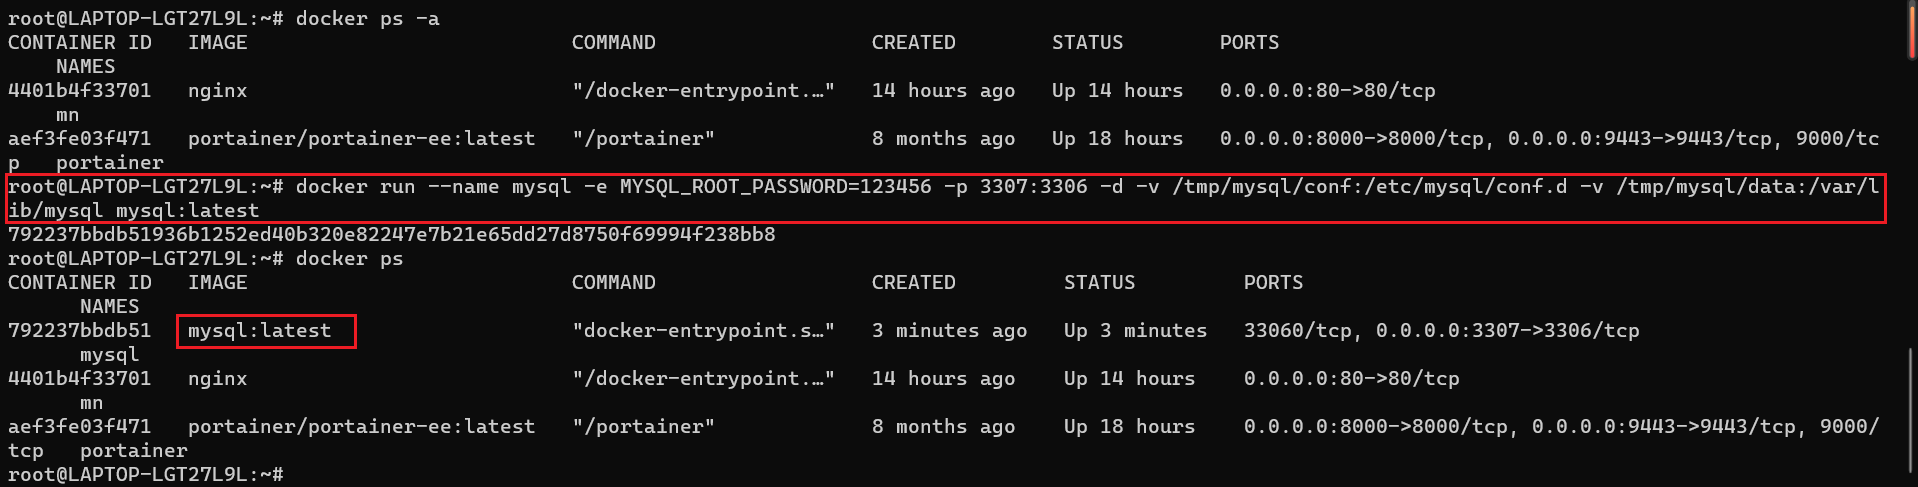 root@LAPTOP-LGT27L9L:~# docker ps -a
CONTAINER ID   IMAGE                           COMMAND                  CREATED        STATUS        PORTS
    NAMES
4401b4f33701   nginx                           "/docker-entrypoint.…"   14 hours ago   Up 14 hours   0.0.0.0:80->80/tcp
    mn
aef3fe03f471   portainer/portainer-ee:latest   "/portainer"             8 months ago   Up 18 hours   0.0.0.0:8000->8000/tcp, 0.0.0.0:9443->9443/tcp, 9000/tc
p   portainer
root@LAPTOP-LGT27L9L:~# docker run --name mysql -e MYSQL_ROOT_PASSWORD=123456 -p 3307:3306 -d -v /tmp/mysql/conf:/etc/mysql/conf.d -v /tmp/mysql/data:/var/l
ib/mysql mysql:latest
792237bbdb51936b1252ed40b320e82247e7b21e65dd27d8750f69994f238bb8
root@LAPTOP-LGT27L9L:~# docker ps
CONTAINER ID   IMAGE                           COMMAND                  CREATED         STATUS         PORTS
      NAMES
792237bbdb51   mysql:latest                    "docker-entrypoint.s…"   3 minutes ago   Up 3 minutes   33060/tcp, 0.0.0.0:3307->3306/tcp
      mysql
4401b4f33701   nginx                           "/docker-entrypoint.…"   14 hours ago    Up 14 hours    0.0.0.0:80->80/tcp
      mn
aef3fe03f471   portainer/portainer-ee:latest   "/portainer"             8 months ago    Up 18 hours    0.0.0.0:8000->8000/tcp, 0.0.0.0:9443->9443/tcp, 9000/
tcp   portainer
root@LAPTOP-LGT27L9L:~#